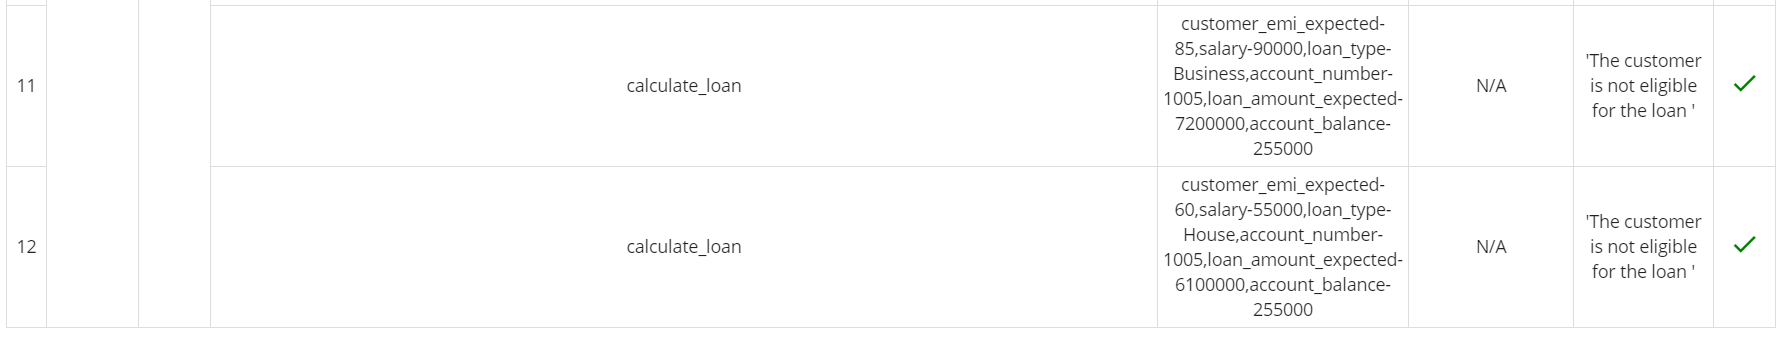 11
calculate_loan
customer_emi_expected-
85,salary-90000,loan_type-
Business,account_number-
1005,loan_amount_expected-
7200000,account_balance-
255000
N/A
'The customer
is not eligible
for the loan '
12
calculate_loan
customer_emi_expected-
60,salary-55000,loan_type-
House,account_number-
1005,loan_amount_expected-
6100000,account_balance-
255000
N/A
'The customer
is not eligible
for the loan '